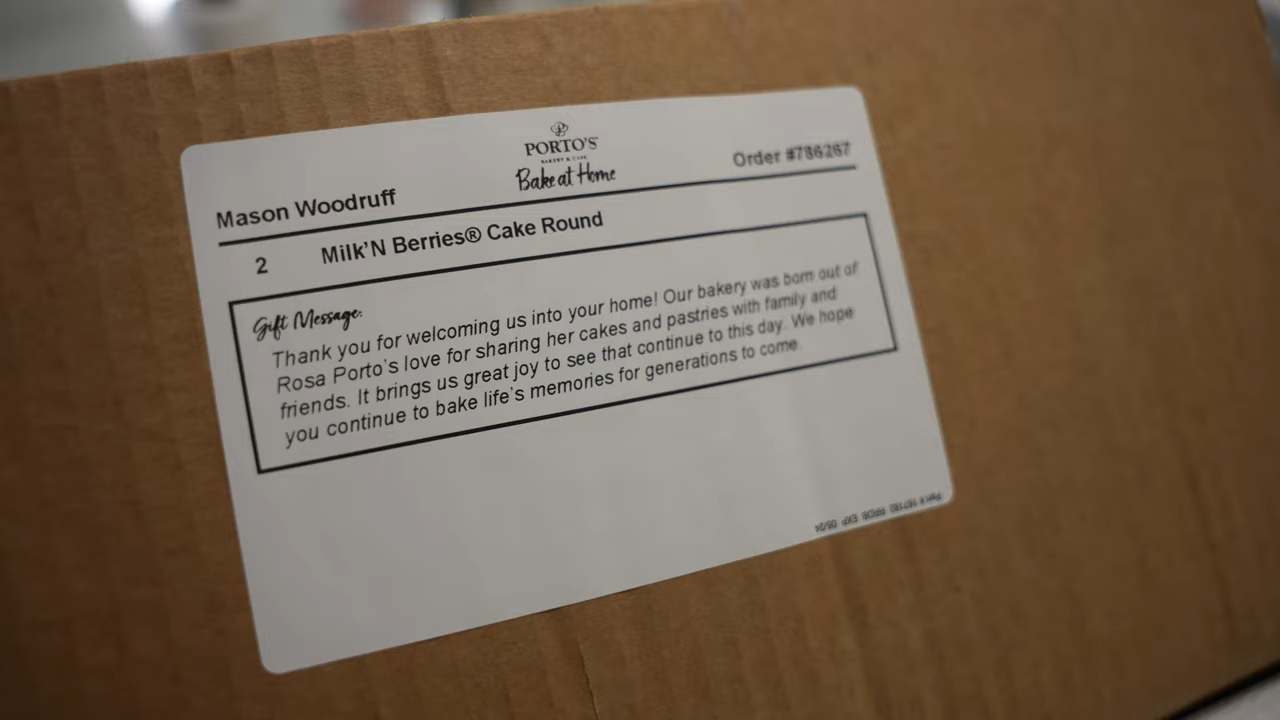 PORTO'S
BAKERY & CAFE
Bake at Home
Mason Woodruff
Order #786267
2 Milk'N Berries® Cake Round
Gift Message:
Thank you for welcoming us into your home! Our bakery was born out of
Rosa Porto's love for sharing her cakes and pastries with family and
friends. It brings us great joy to see that continue to this day. We hope
you continue to bake life's memories for generations to come.
EXP 05/24